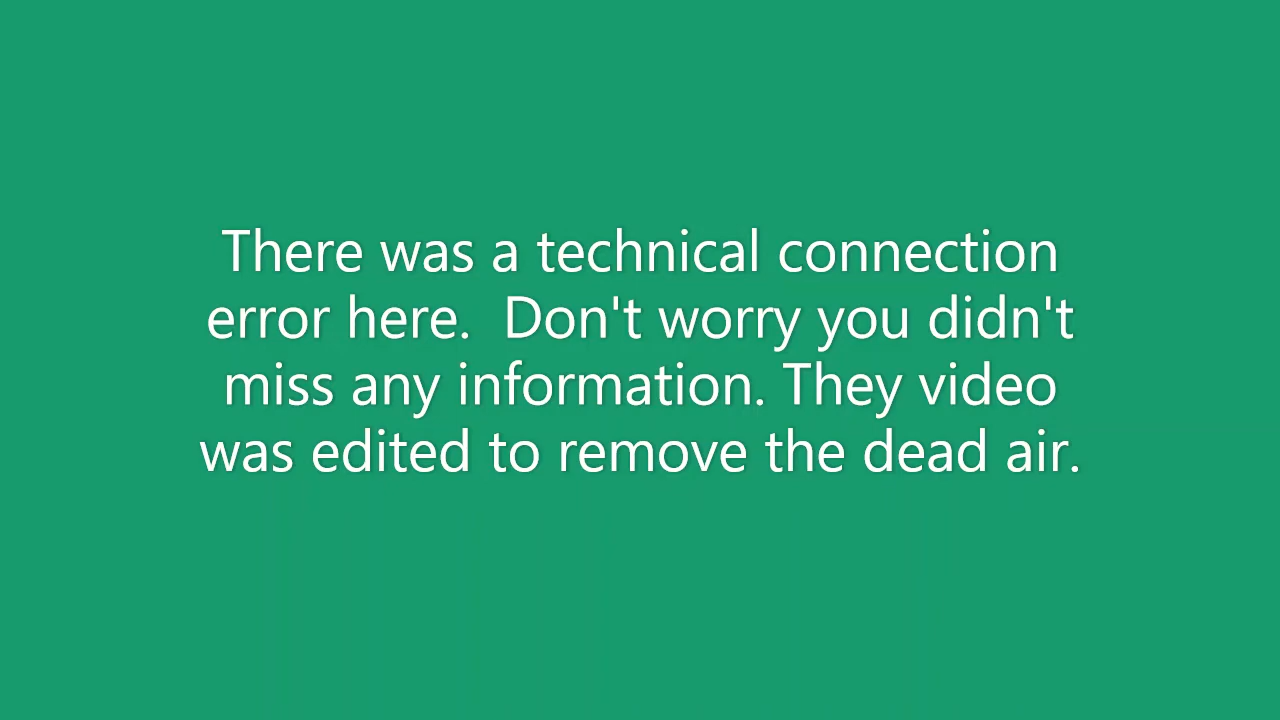 There was a technical connection
error here.  Don't worry you didn't
miss any information. They video
was edited to remove the dead air.